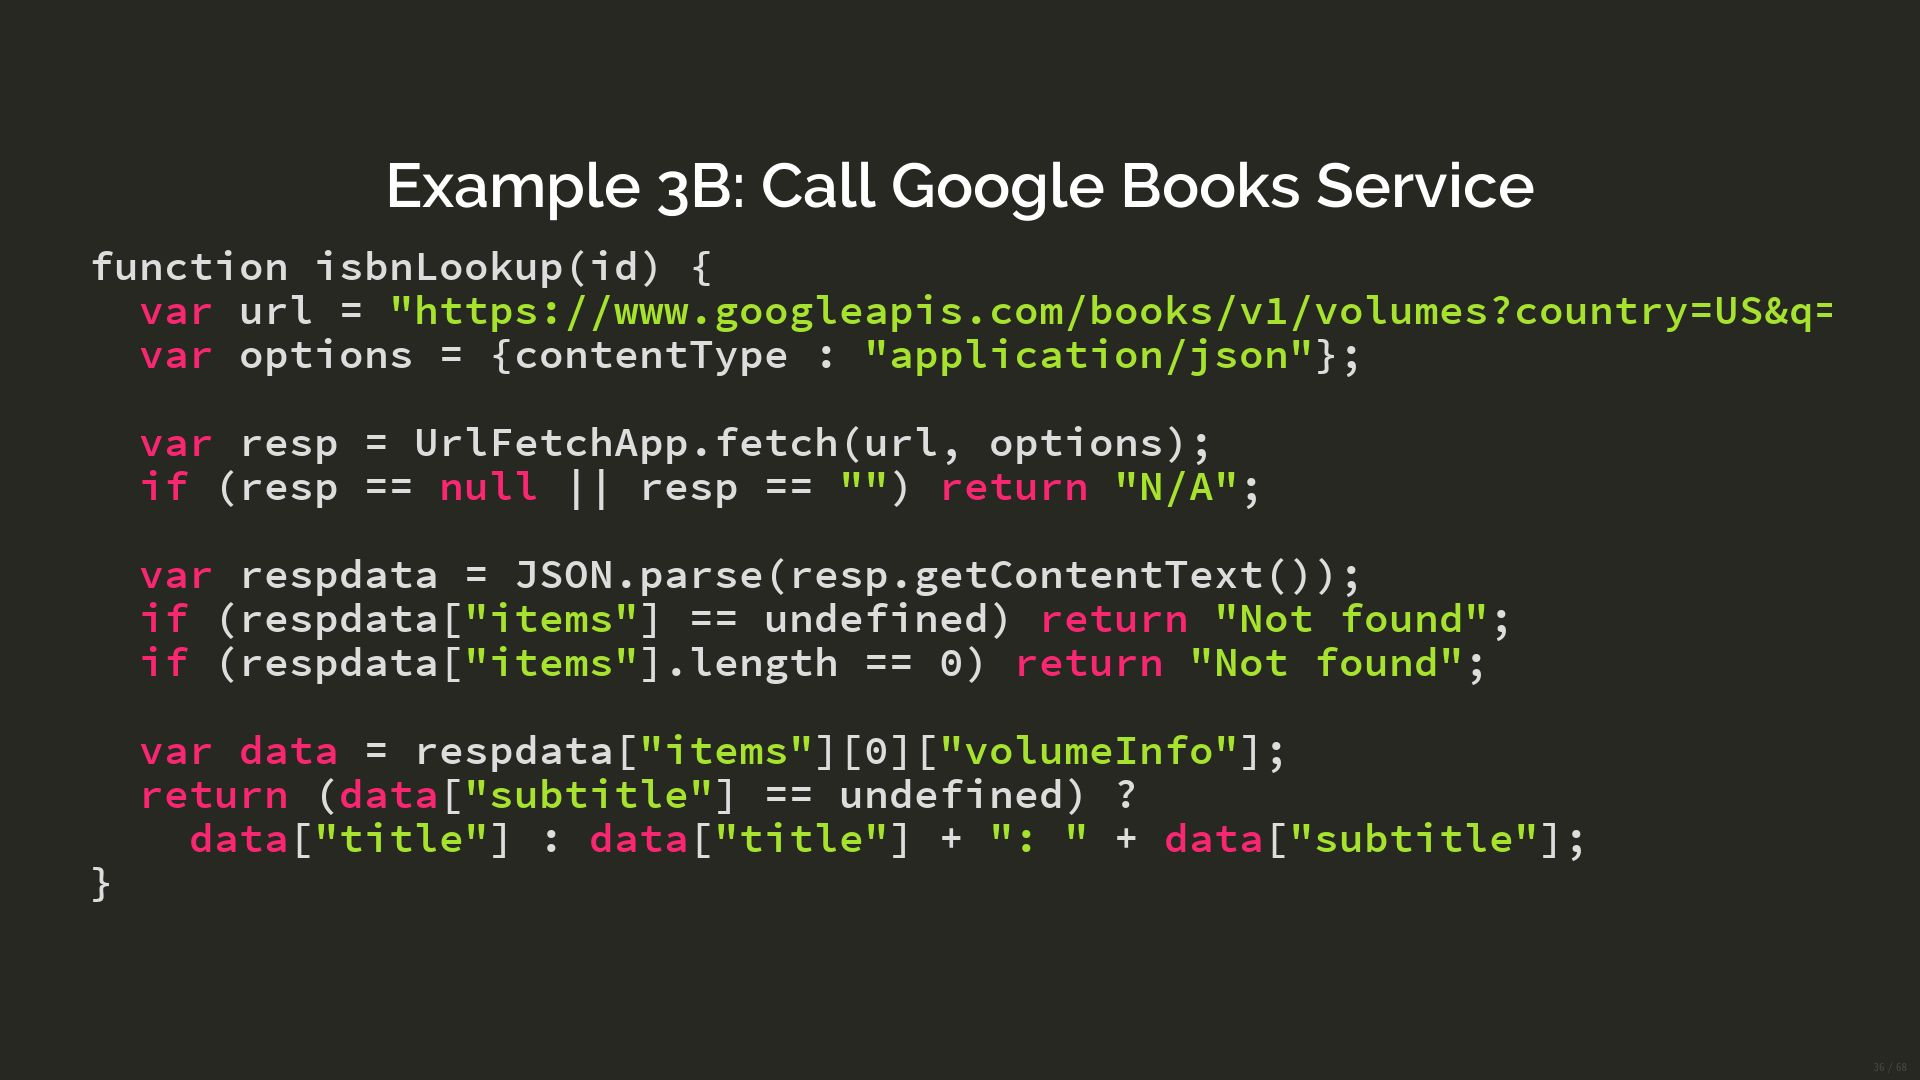 Example 3B: Call Google Books Service
function isbnLookup(id) {
  var url = "https://www.googleapis.com/books/v1/volumes?country=US&q=
  var options = {contentType : "application/json"};
  var resp = UrlFetchApp.fetch(url, options);
  if (resp == null || resp == "") return "N/A";
  var respdata = JSON.parse(resp.getContentText());
  if (respdata["items"] == undefined) return "Not found";
  if (respdata["items"].length == 0) return "Not found";
  var data = respdata["items"][0]["volumeInfo"];
  return (data["subtitle"] == undefined) ?
    data["title"] : data["title"] + ": " + data["subtitle"];
}
36 / 68